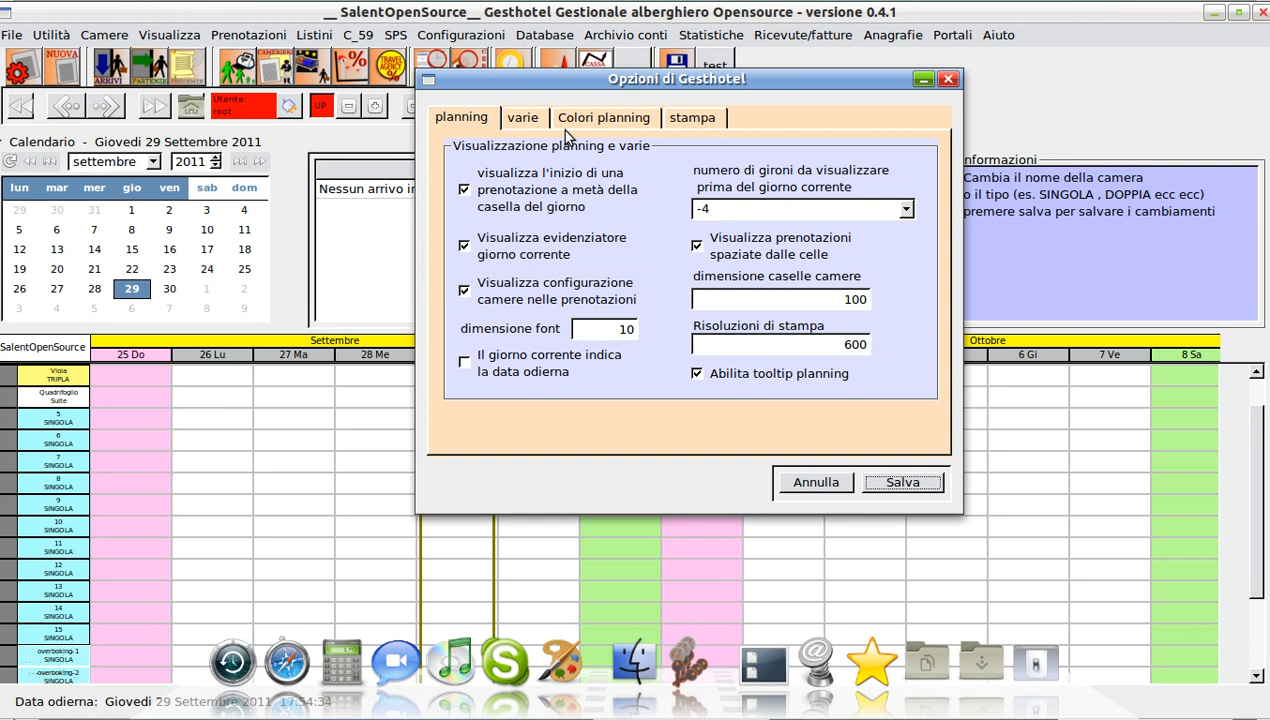 __ SalentOpenSource__ Gesthotel Gestionale alberghiero Opensource - versione 0.4.1
File Utilità Camere Visualizza Prenotazioni Listini C_59 SPS Configurazioni Database Archivio conti Statistiche Ricevute/fatture Anagrafie Portali Aiuto
NUOVA
ARRIVI
CAMERIERI
TRAVEL AGENCY
CASSA
test
Utente:
root
UP
Opzioni di Gesthotel
planning varie Colori planning stampa
Visualizzazione planning e varie
visualizza l'inizio di una
prenotazione a metà della
casella del giorno
Visualizza evidenziatore
giorno corrente
Visualizza configurazione
camere nelle prenotazioni
dimensione font 10
Il giorno corrente indica
la data odierna
numero di gironi da visualizzare
prima del giorno corrente
-4
Visualizza prenotazioni
spaziate dalle celle
dimensione caselle camere
100
Risoluzioni di stampa
600
Abilita tooltip planning
Annulla Salva
Calendario - Giovedi 29 Settembre 2011
settembre 2011
lun mar mer gio ven sab dom
29 30 31 1 2 3 4
5 6 7 8 9 10 11
12 13 14 15 16 17 18
19 20 21 22 23 24 25
26 27 28 29 30 1 2
3 4 5 6 7 8 9
Nessun arrivo in
nformazioni
Cambia il nome della camera
o il tipo (es. SINGOLA , DOPPIA ecc ecc)
premere salva per salvare i cambiamenti
SalentOpenSource
Settembre Ottobre
25 Do 26 Lu 27 Ma 28 Me 6 Gi 7 Ve 8 Sa
Viola
TRIPLA
Quadrifoglio
Suite
5
SINGOLA
6
SINGOLA
7
SINGOLA
8
SINGOLA
9
SINGOLA
10
SINGOLA
11
SINGOLA
12
SINGOLA
13
SINGOLA
14
SINGOLA
15
SINGOLA
overboking-1
SINGOLA
overboking-2
SINGOLA
Data odierna: Giovedi 29 Settembre 2011 17:54:34